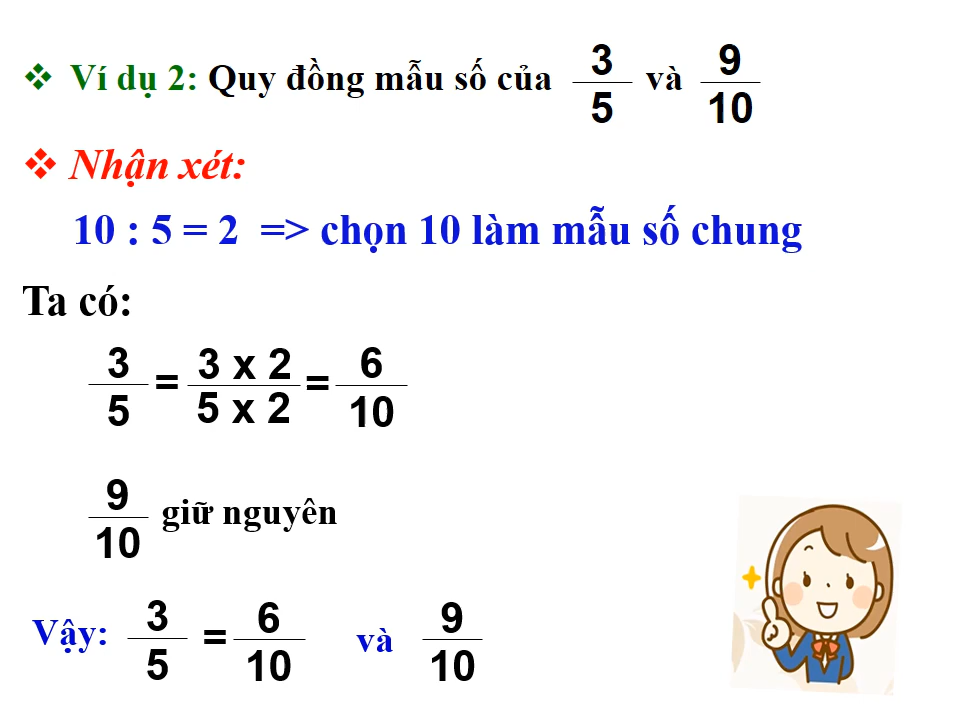 ❖ Ví dụ 2: Quy đồng mẫu số của 3/5 và 9/10
❖ Nhận xét:
10 : 5 = 2 => chọn 10 làm mẫu số chung
Ta có:
3/5 = (3 x 2)/(5 x 2) = 6/10
9/10 giữ nguyên
Vậy: 3/5 = 6/10 và 9/10